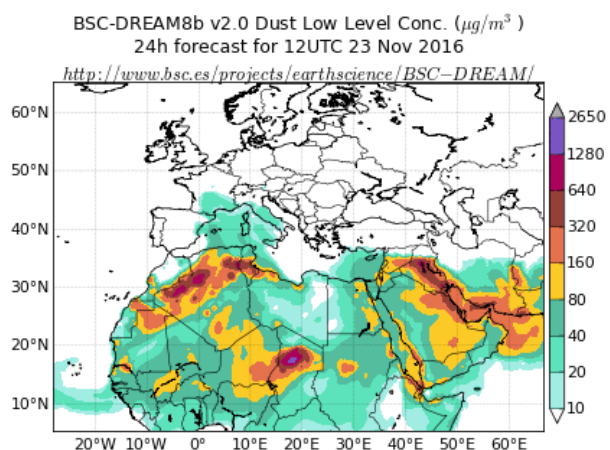 BSC-DREAM8b v2.0 Dust Low Level Conc. (μg/m³ )
24h forecast for 12UTC 23 Nov 2016
http://www.bsc.es/projects/earthscience/BSC−DREAM/
60°N
50°N
40°N
30°N
20°N
10°N
20°W 10°W 0° 10°E 20°E 30°E 40°E 50°E 60°E
2650
1280
640
320
160
80
40
20
10